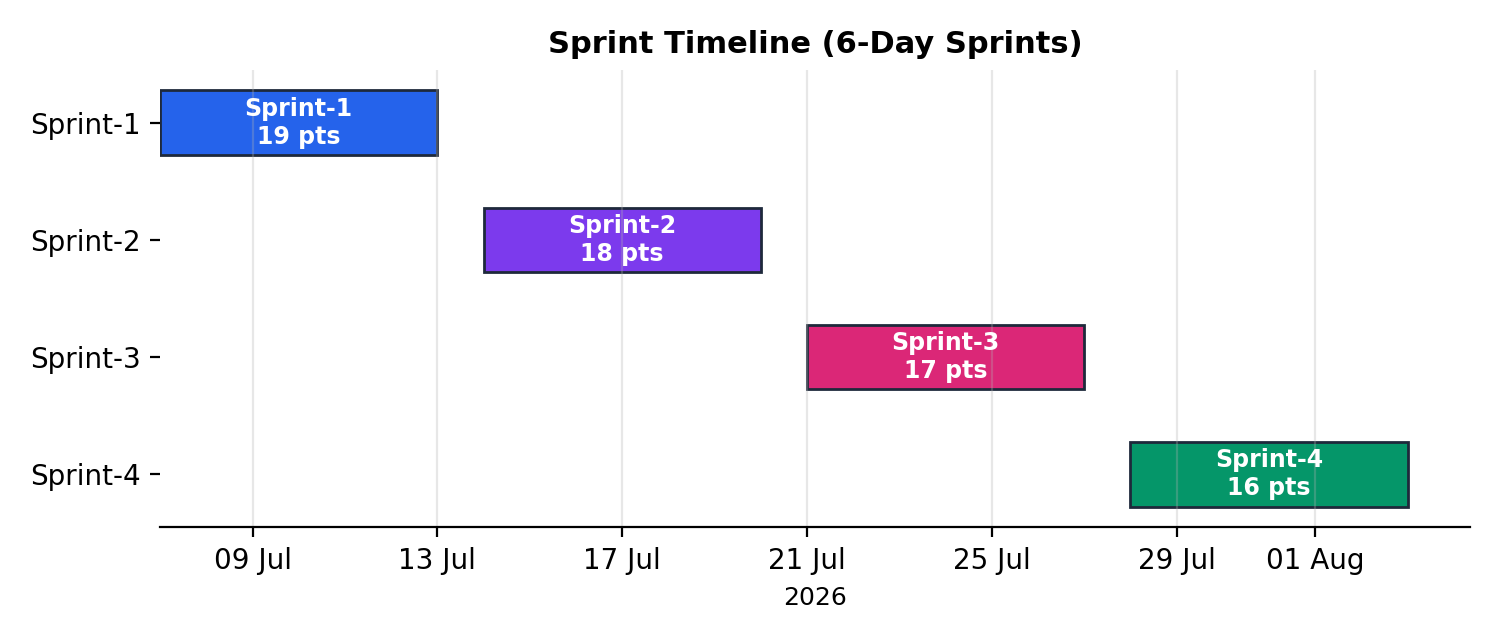 Sprint Timeline (6-Day Sprints)
Sprint-1
Sprint-1
19 pts
Sprint-2
Sprint-2
18 pts
Sprint-3
Sprint-3
17 pts
Sprint-4
Sprint-4
16 pts
09 Jul 13 Jul 17 Jul 21 Jul 25 Jul 29 Jul 01 Aug
2026